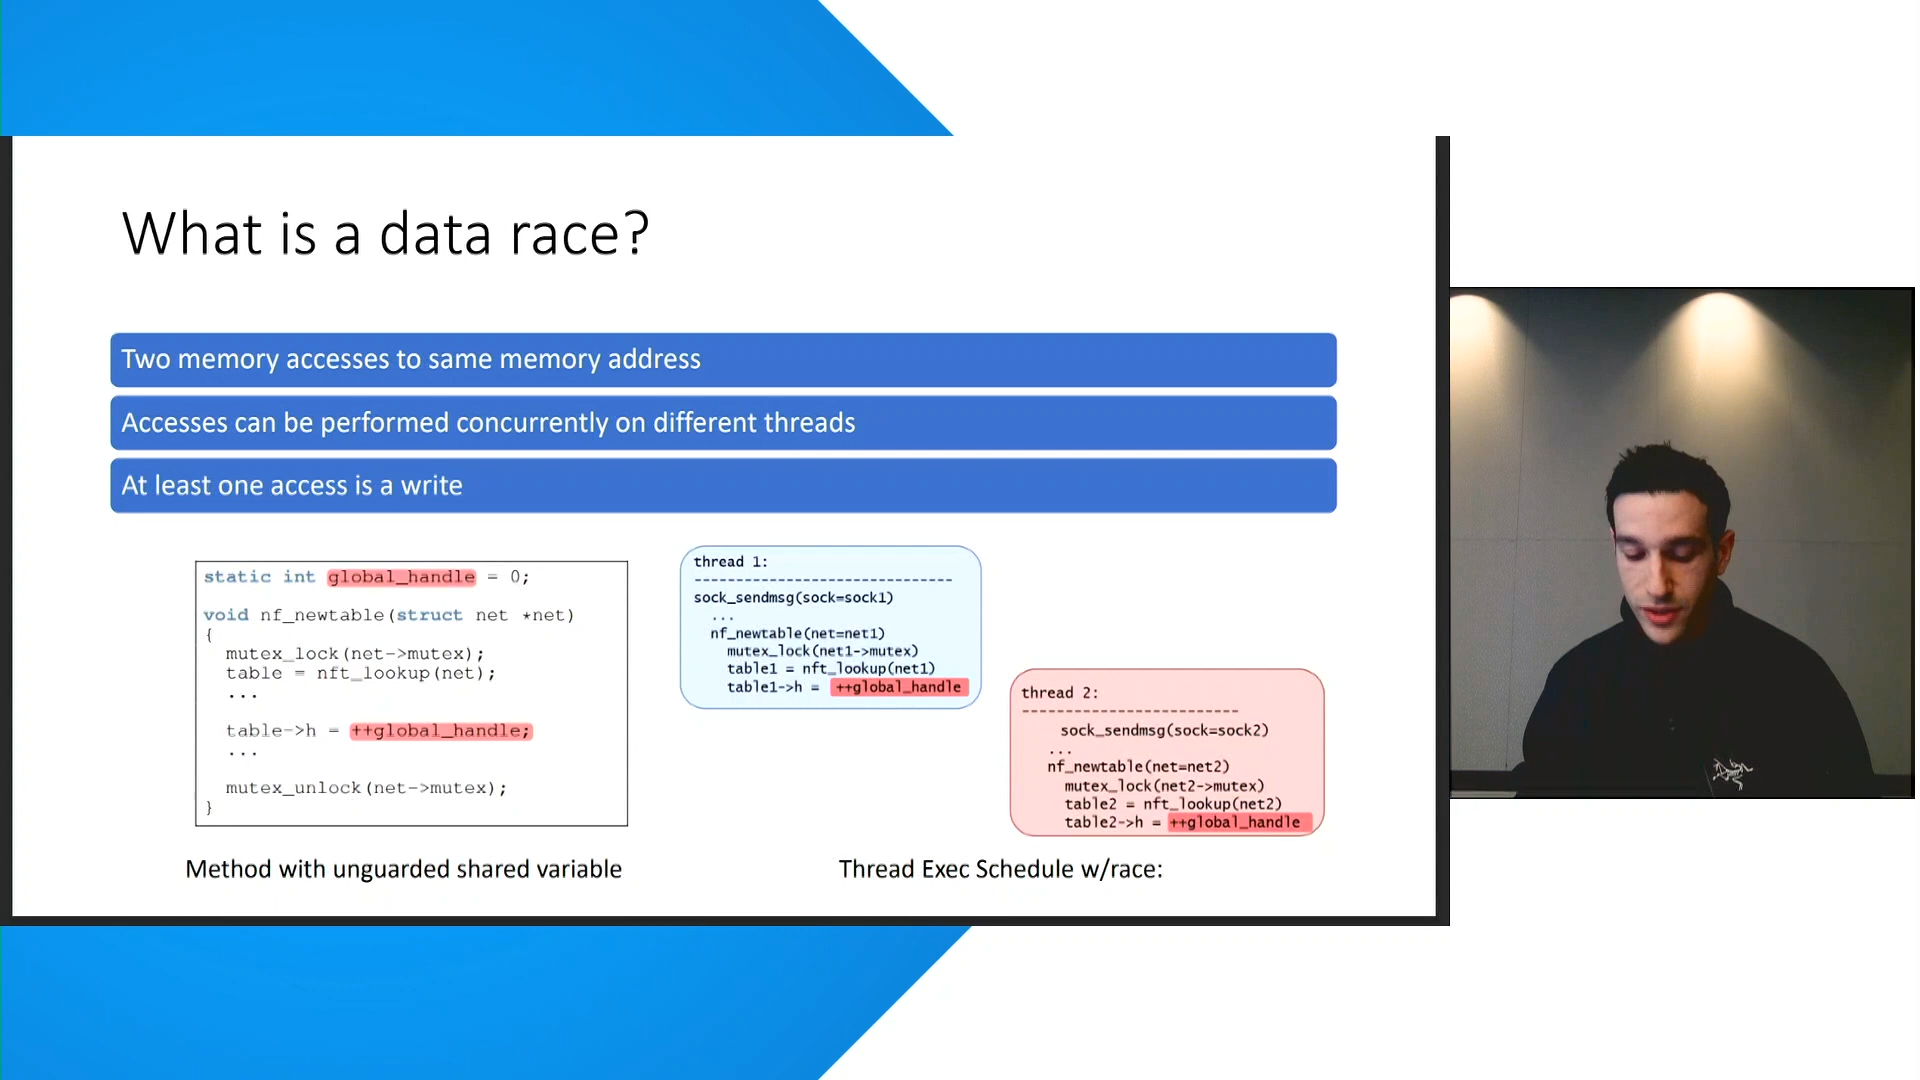 What is a data race?
Two memory accesses to same memory address
Accesses can be performed concurrently on different threads
At least one access is a write
static int global_handle = 0;
void nf_newtable(struct net *net)
{
mutex_lock(net->mutex);
table = nft_lookup(net);
...
table->h = ++global_handle;
...
mutex_unlock(net->mutex);
}
Method with unguarded shared variable
thread 1:
-----------------------------
sock_sendmsg(sock=sock1)
...
nf_newtable(net=net1)
mutex_lock(net1->mutex)
table1 = nft_lookup(net1)
table1->h = ++global_handle
thread 2:
-------------------------
sock_sendmsg(sock=sock2)
...
nf_newtable(net=net2)
mutex_lock(net2->mutex)
table2 = nft_lookup(net2)
table2->h = ++global_handle
Thread Exec Schedule w/race: